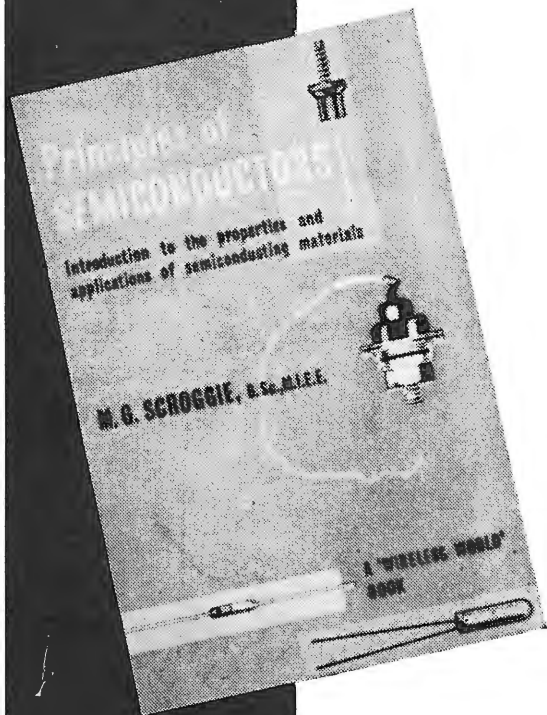 Principles of
SEMICONDUCTORS
Introduction to the properties and
applications of semiconducting materials
M. G. SCROGGIE, B.Sc., M.I.E.E.
A 'WIRELESS WORLD'
BOOK